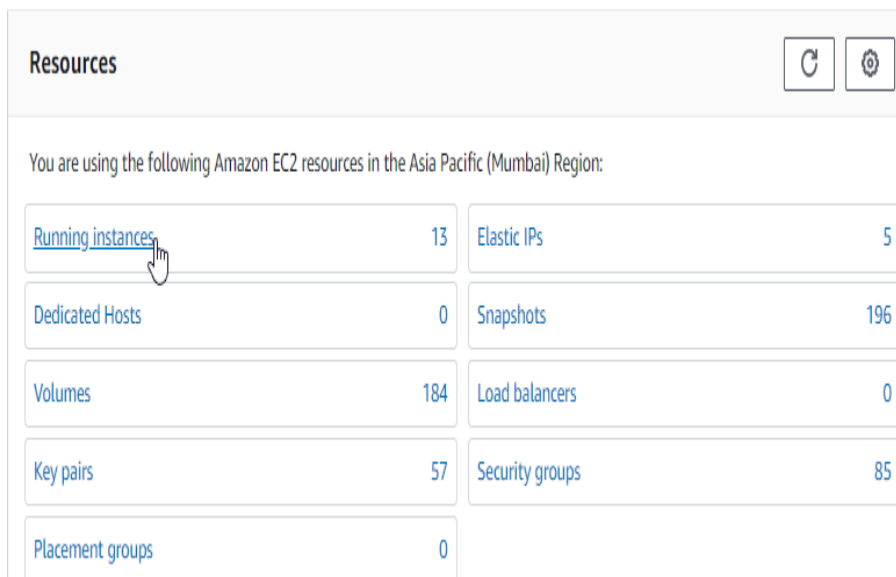 Resources
You are using the following Amazon EC2 resources in the Asia Pacific (Mumbai) Region:
Running instances 13 Elastic IPs 5
Dedicated Hosts 0 Snapshots 196
Volumes 184 Load balancers 0
Key pairs 57 Security groups 85
Placement groups 0